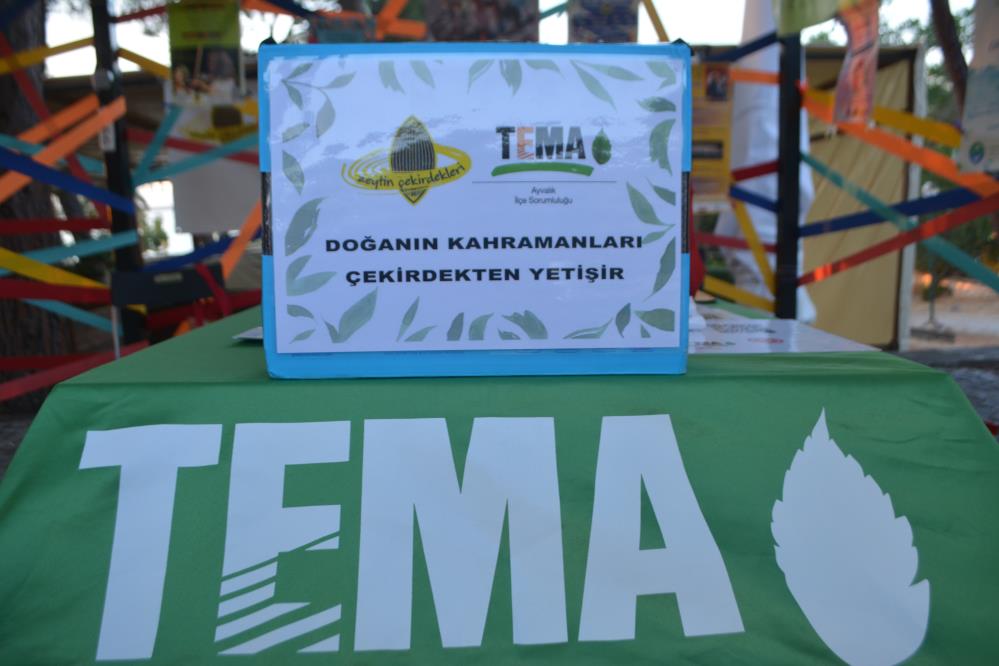 zeytin çekirdekleri
TEMA
Ayvalık
İlçe Sorumluluğu
DOĞANIN KAHRAMANLARI
ÇEKİRDEKTEN YETİŞİR
TEMA